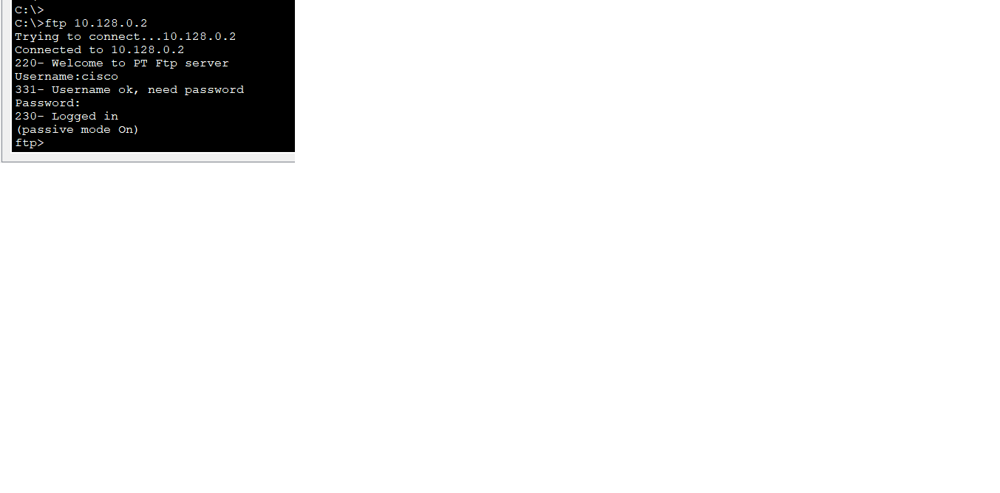 C:\>
C:\>ftp 10.128.0.2
Trying to connect...10.128.0.2
Connected to 10.128.0.2
220- Welcome to PT Ftp server
Username:cisco
331- Username ok, need password
Password:
230- Logged in
(passive mode On)
ftp>